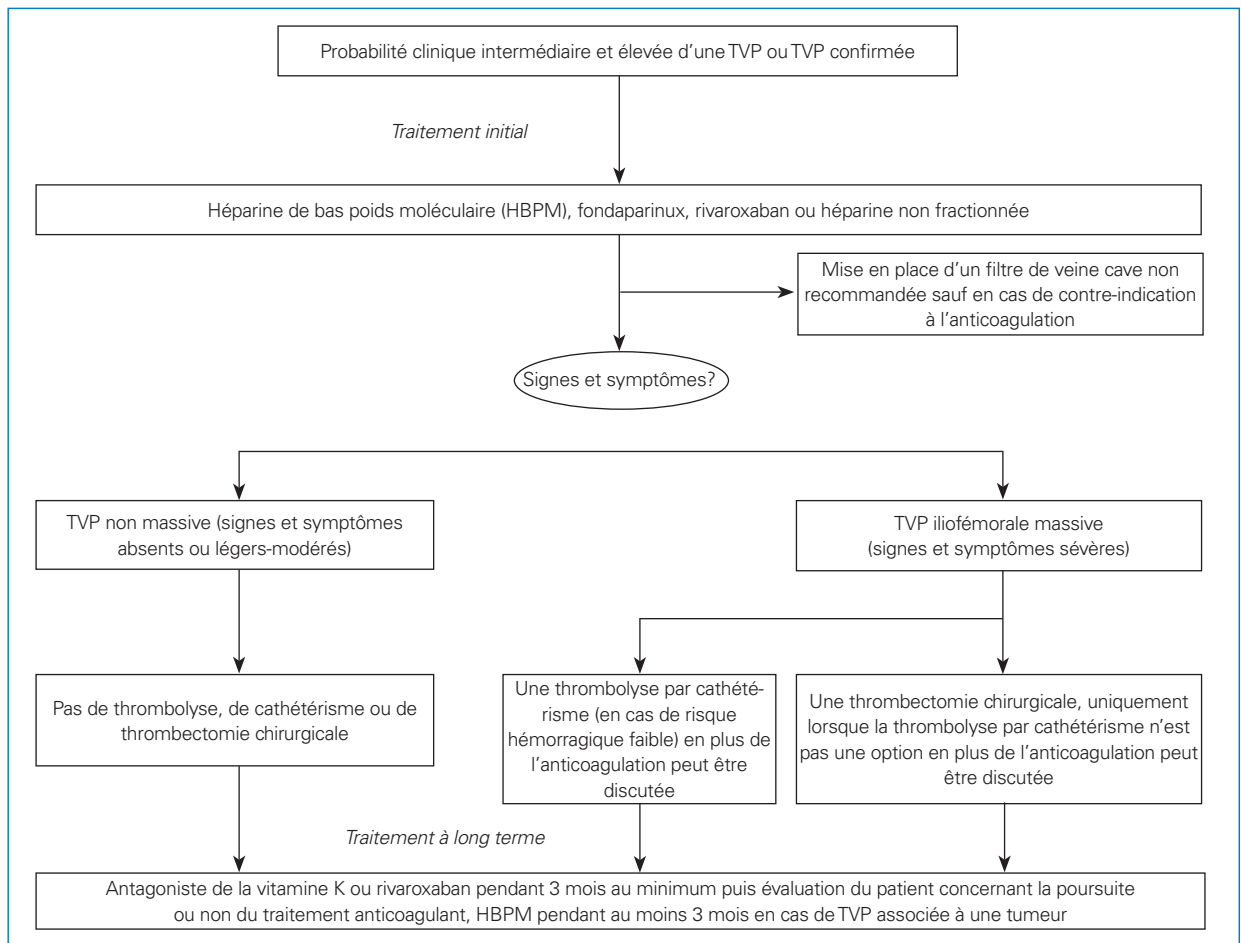 Probabilité clinique intermédiaire et élevée d'une TVP ou TVP confirmée
Traitement initial
Héparine de bas poids moléculaire (HBPM), fondaparinux, rivaroxaban ou héparine non fractionnée
Mise en place d'un filtre de veine cave non
recommandée sauf en cas de contre-indication
à l'anticoagulation
Signes et symptômes?
TVP non massive (signes et symptômes
absents ou légers-modérés)
TVP iliofémorale massive
(signes et symptômes sévères)
Pas de thrombolyse, de cathétérisme ou de
thrombectomie chirurgicale
Une thrombolyse par cathété-
risme (en cas de risque
hémorragique faible) en plus de
l'anticoagulation peut être
discutée
Une thrombectomie chirurgicale, uniquement
lorsque la thrombolyse par cathétérisme n'est
pas une option en plus de l'anticoagulation peut
être discutée
Traitement à long terme
Antagoniste de la vitamine K ou rivaroxaban pendant 3 mois au minimum puis évaluation du patient concernant la poursuite
ou non du traitement anticoagulant, HBPM pendant au moins 3 mois en cas de TVP associée à une tumeur